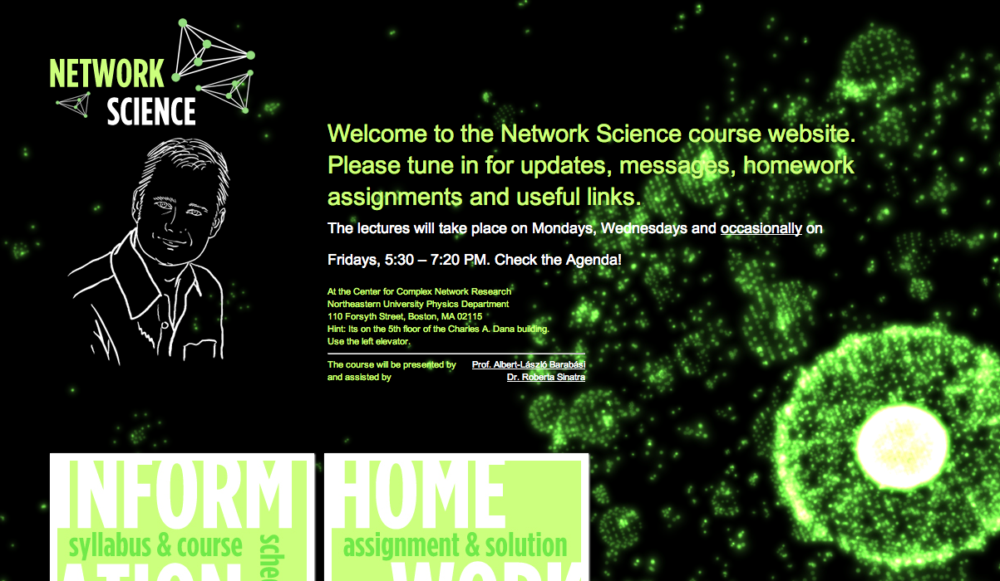 NETWORK
SCIENCE
Welcome to the Network Science course website.
Please tune in for updates, messages, homework
assignments and useful links.
The lectures will take place on Mondays, Wednesdays and occasionally on
Fridays, 5:30 – 7:20 PM. Check the Agenda!
At the Center for Complex Network Research
Northeastern University Physics Department
110 Forsyth Street, Boston, MA 02115
Hint: Its on the 5th floor of the Charles A. Dana building.
Use the left elevator.
The course will be presented by Prof. Albert-László Barabási
and assisted by Dr. Roberta Sinatra
INFORM
syllabus & course
ATION
HOME
assignment & solution
WORK